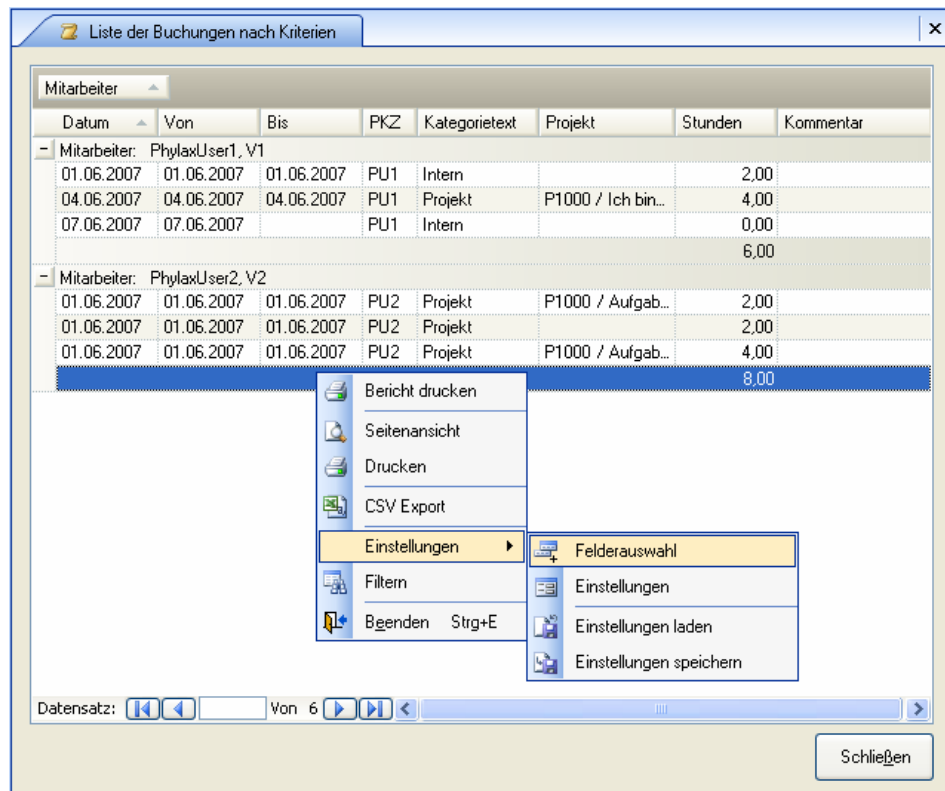 Liste der Buchungen nach Kriterien
Mitarbeiter
Datum Von Bis PKZ Kategorietext Projekt Stunden Kommentar
Mitarbeiter: PhylaxUser1, V1
01.06.2007 01.06.2007 01.06.2007 PU1 Intern 2,00
04.06.2007 04.06.2007 04.06.2007 PU1 Projekt P1000 / Ich bin... 4,00
07.06.2007 07.06.2007 PU1 Intern 0,00
6,00
Mitarbeiter: PhylaxUser2, V2
01.06.2007 01.06.2007 01.06.2007 PU2 Projekt P1000 / Aufgab... 2,00
01.06.2007 01.06.2007 01.06.2007 PU2 Projekt 2,00
01.06.2007 01.06.2007 01.06.2007 PU2 Projekt P1000 / Aufgab... 4,00
8,00
Bericht drucken
Seitenansicht
Drucken
CSV Export
Einstellungen
Filtern
Beenden Strg+E
Felderauswahl
Einstellungen
Einstellungen laden
Einstellungen speichern
Datensatz: Von 6
Schließen